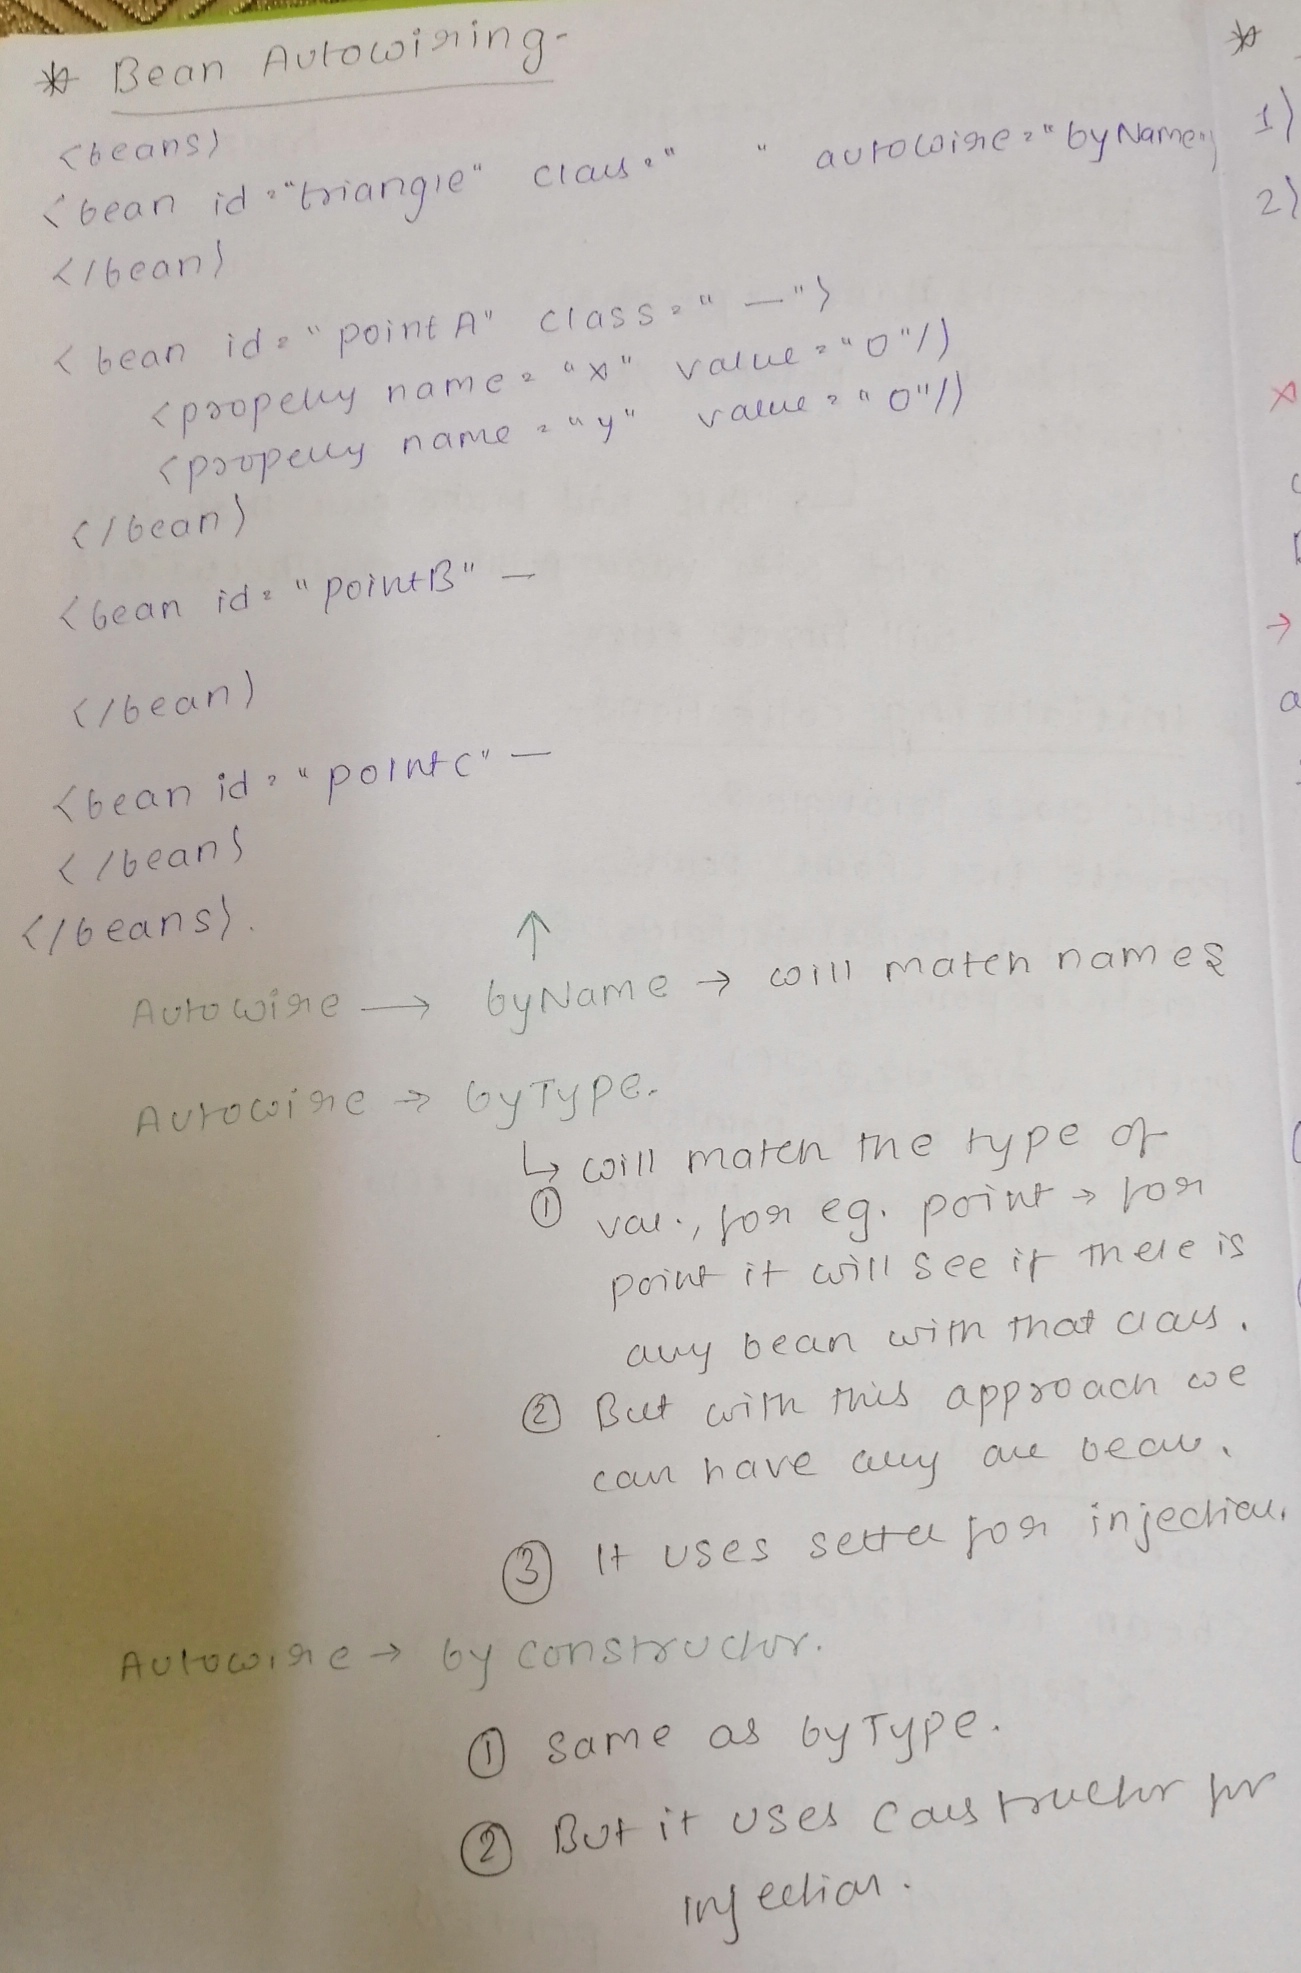 * Bean Autowiring-
<beans>
<bean id="triangle" class=" " autowire="byName">
</bean>
<bean id="pointA" class="—">
<property name="x" value="0"/>
<property name="y" value="0"/>
</bean>
<bean id="pointB" —
</bean>
<bean id="pointC" —
</bean>
</beans>.
↑
Autowire → byName → will match names
Autowire → byType.
↳ will match the type of
① var., for eg. point → for
point it will see if there is
any bean with that class.
② But with this approach we
can have any one bean.
③ It uses setter for injection.
Autowire → by constructor.
① Same as byType.
② But it uses constructor for
injection.
*
1)
2)